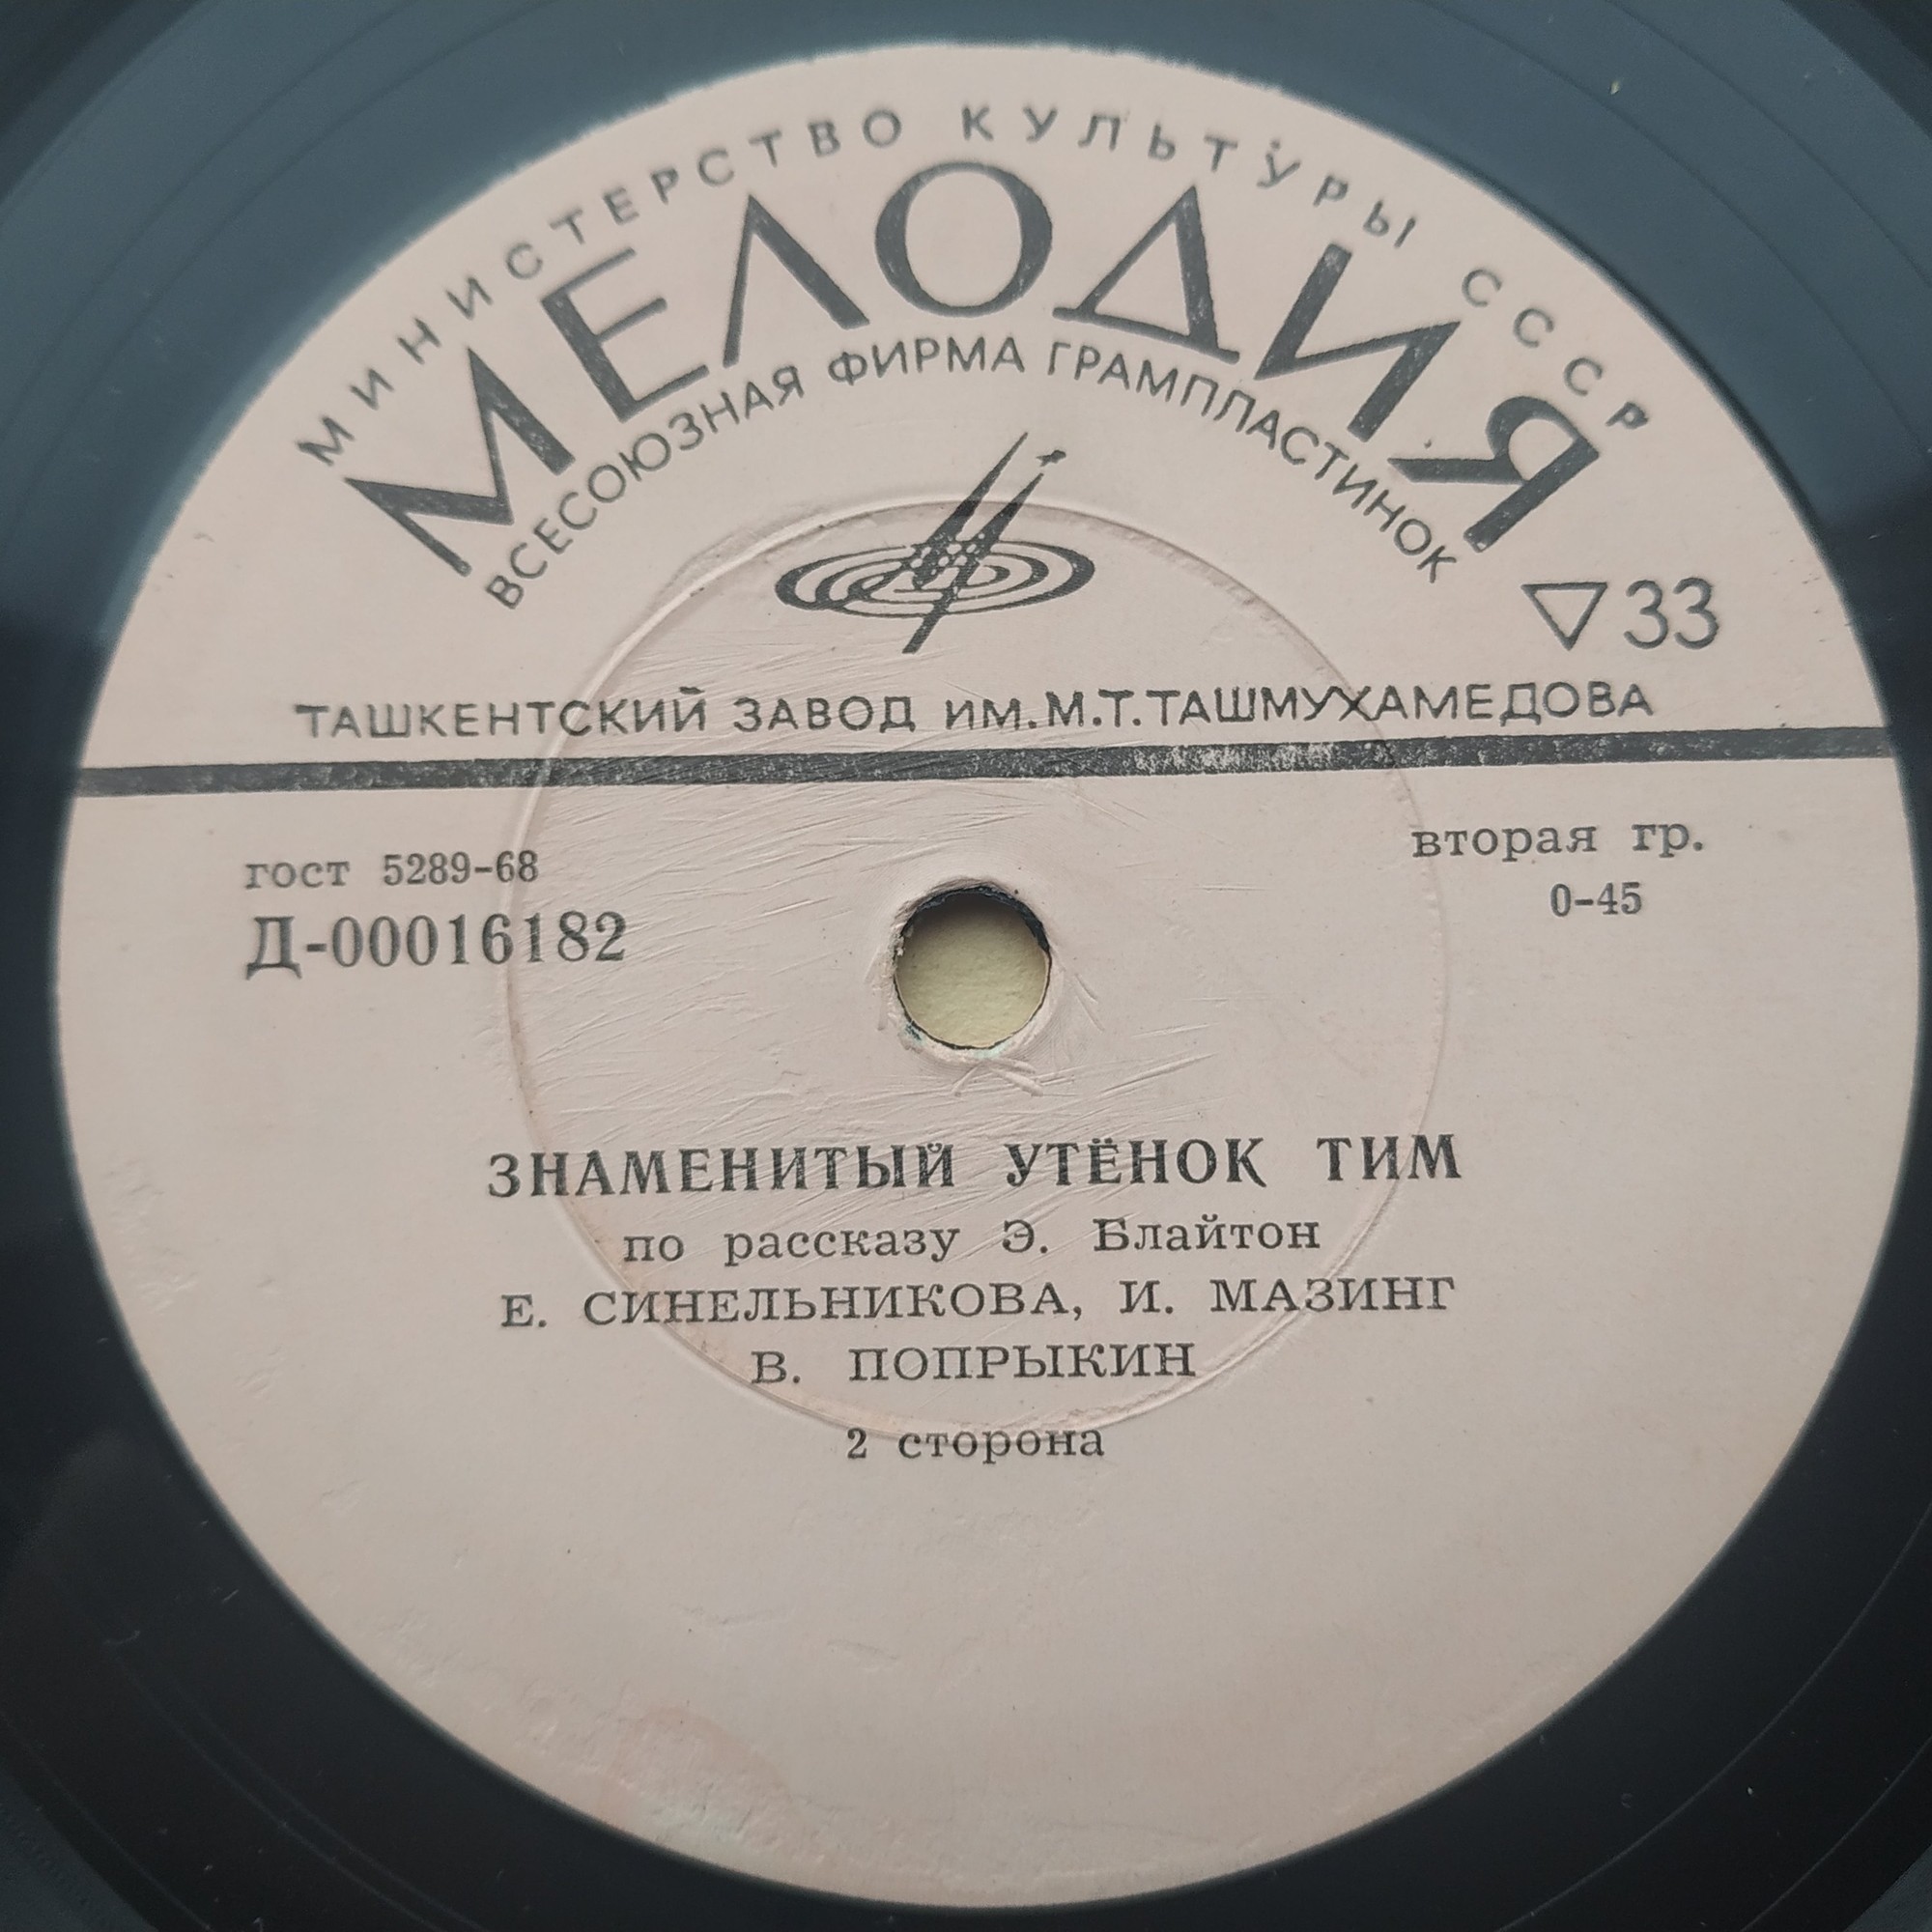 МИНИСТЕРСТВО КУЛЬТУРЫ СССР
МЕЛОДИЯ
ВСЕСОЮЗНАЯ ФИРМА ГРАМПЛАСТИНОК
33
ТАШКЕНТСКИЙ ЗАВОД ИМ.М.Т.ТАШМУХАМЕДОВА
гост 5289-68
вторая гр.
Д-00016182
0-45
ЗНАМЕНИТЫЙ УТЁНОК ТИМ
по рассказу Э. Блайтон
Е. СИНЕЛЬНИКОВА, И. МАЗИНГ
В. ПОПРЫКИН
2 сторона